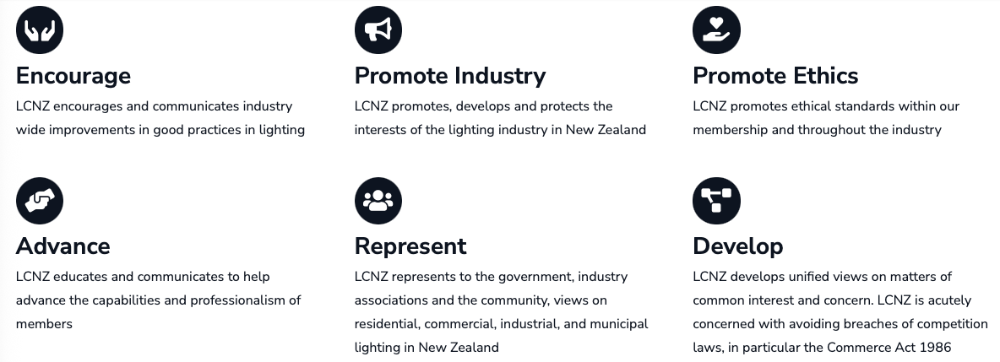 Encourage
LCNZ encourages and communicates industry
wide improvements in good practices in lighting
Promote Industry
LCNZ promotes, develops and protects the
interests of the lighting industry in New Zealand
Promote Ethics
LCNZ promotes ethical standards within our
membership and throughout the industry
Advance
LCNZ educates and communicates to help
advance the capabilities and professionalism of
members
Represent
LCNZ represents to the government, industry
associations and the community, views on
residential, commercial, industrial, and municipal
lighting in New Zealand
Develop
LCNZ develops unified views on matters of
common interest and concern. LCNZ is acutely
concerned with avoiding breaches of competition
laws, in particular the Commerce Act 1986